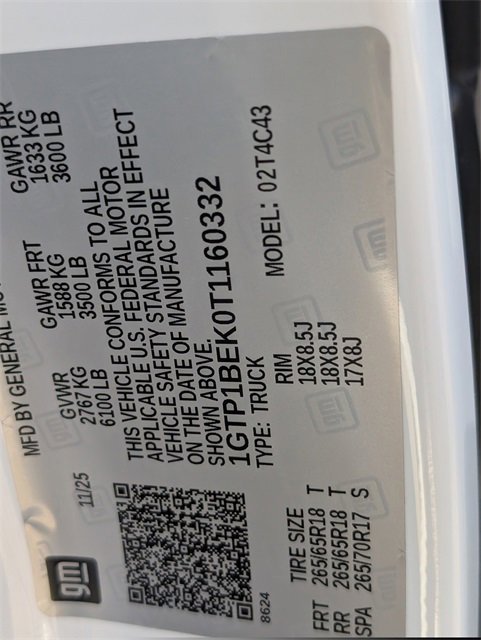 gm
MFD BY GENERAL
11/25
GVWR GAWR FRT GAWR RR
2767 KG 1588 KG 1633 KG
6100 LB 3500 LB 3600 LB
THIS VEHICLE CONFORMS TO ALL
APPLICABLE U.S. FEDERAL MOTOR
VEHICLE SAFETY STANDARDS IN EFFECT
ON THE DATE OF MANUFACTURE
SHOWN ABOVE.
1GTP1BEK0T1160332
TYPE: TRUCK MODEL: 02T4C43
8624
TIRE SIZE RIM
FRT 265/65R18 T 18X8.5J
RR 265/65R18 T 18X8.5J
SPA 265/70R17 S 17X8J